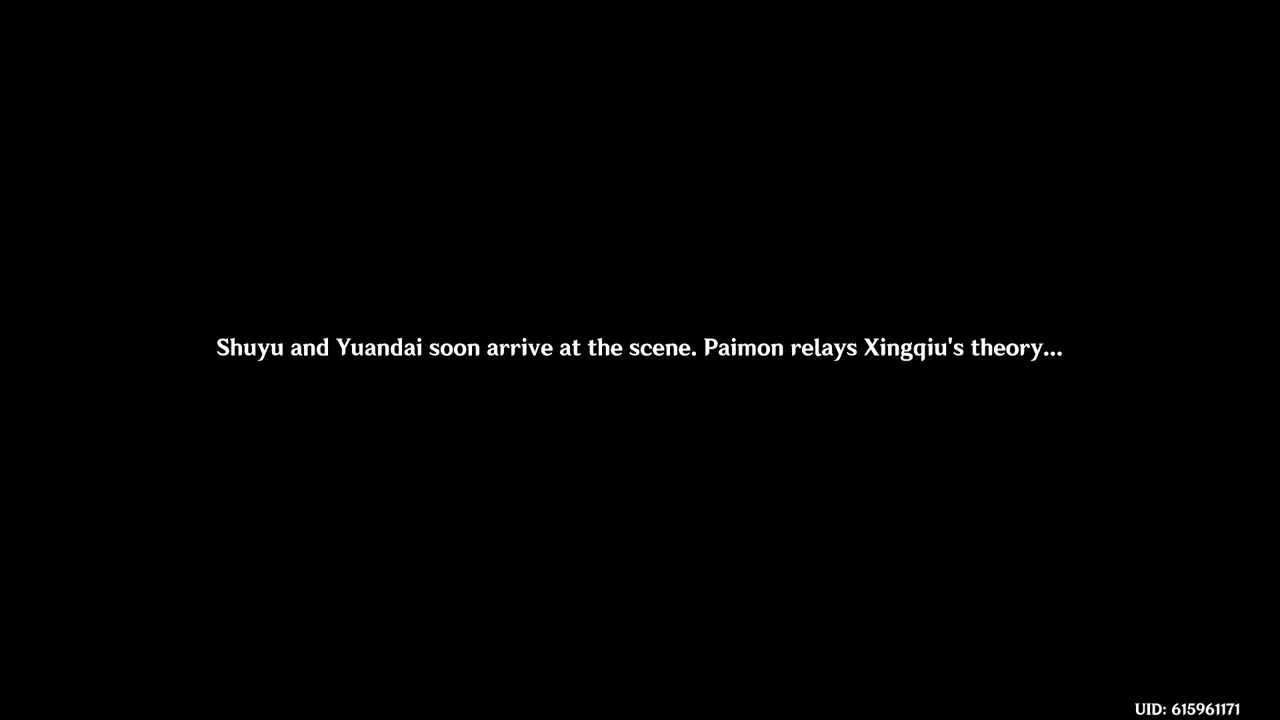 Shuyu and Yuandai soon arrive at the scene. Paimon relays Xingqiu's theory...
UID: 615961171